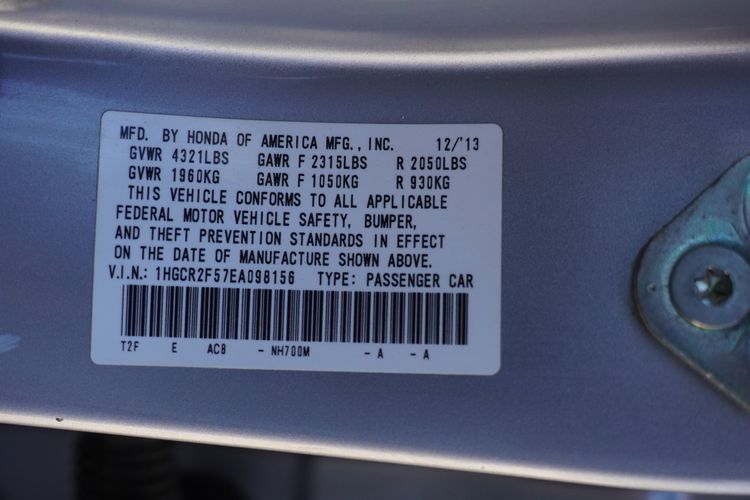 MFD. BY HONDA OF AMERICA MFG., INC. 12/'13
GVWR 4321LBS GAWR F 2315LBS R 2050LBS
GVWR 1960KG GAWR F 1050KG R 930KG
THIS VEHICLE CONFORMS TO ALL APPLICABLE
FEDERAL MOTOR VEHICLE SAFETY, BUMPER,
AND THEFT PREVENTION STANDARDS IN EFFECT
ON THE DATE OF MANUFACTURE SHOWN ABOVE.
V.I.N.: 1HGCR2F57EA098156 TYPE: PASSENGER CAR
T2F E AC8 - NH700M - A - A